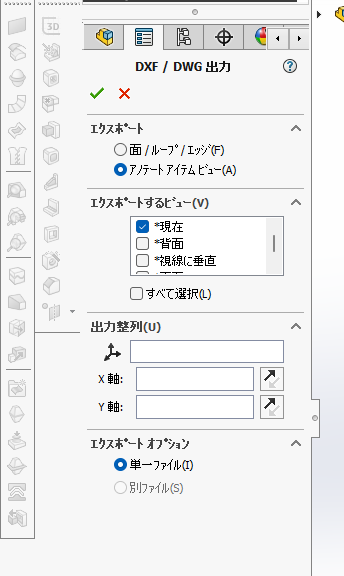 3D
DXF / DWG 出力
?
エクスポート
面 / ループ / エッジ(F)
アノテート アイテム ビュー(A)
エクスポートするビュー(V)
*現在
*背面
*視線に垂直
すべて選択(L)
出力整列(U)
X 軸:
Y 軸:
エクスポート オプション
単一ファイル(I)
別ファイル(S)